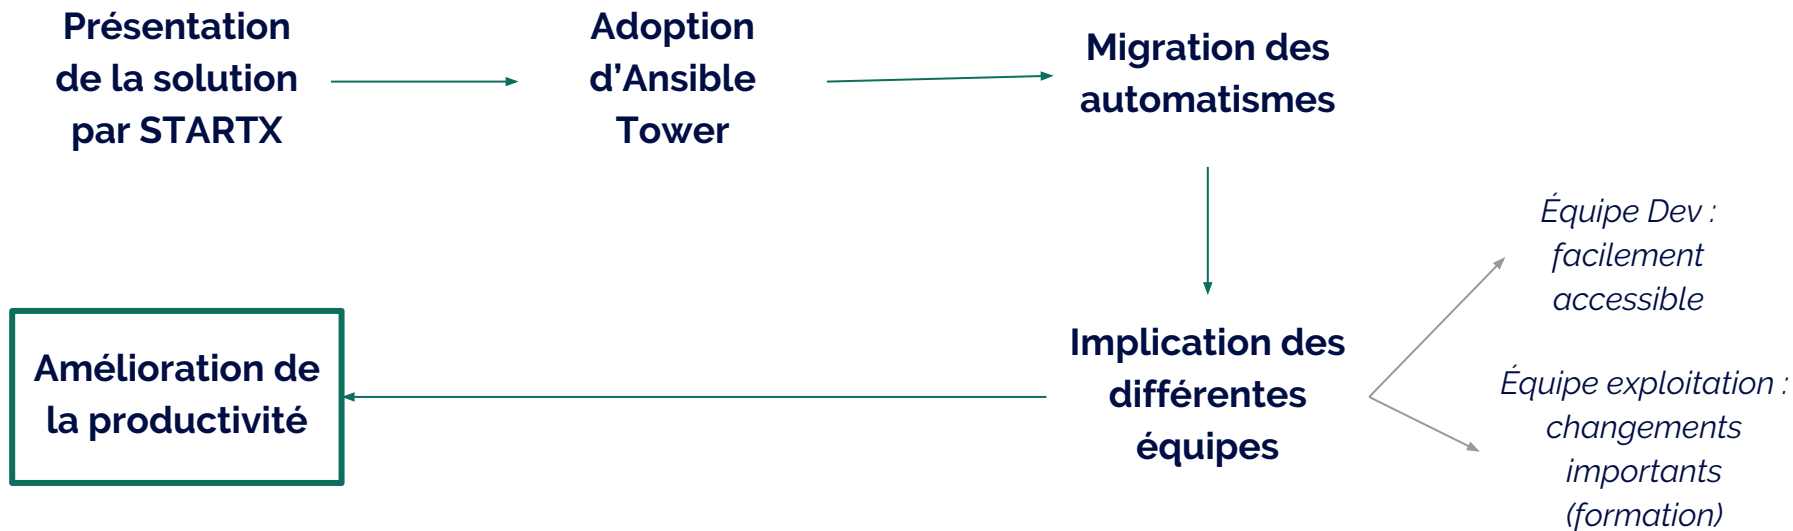 Présentation
de la solution
par STARTX
Adoption
d’Ansible
Tower
Migration des
automatismes
Équipe Dev :
facilement
accessible
Implication des
différentes
équipes
Équipe exploitation :
changements
importants
(formation)
Amélioration de
la productivité